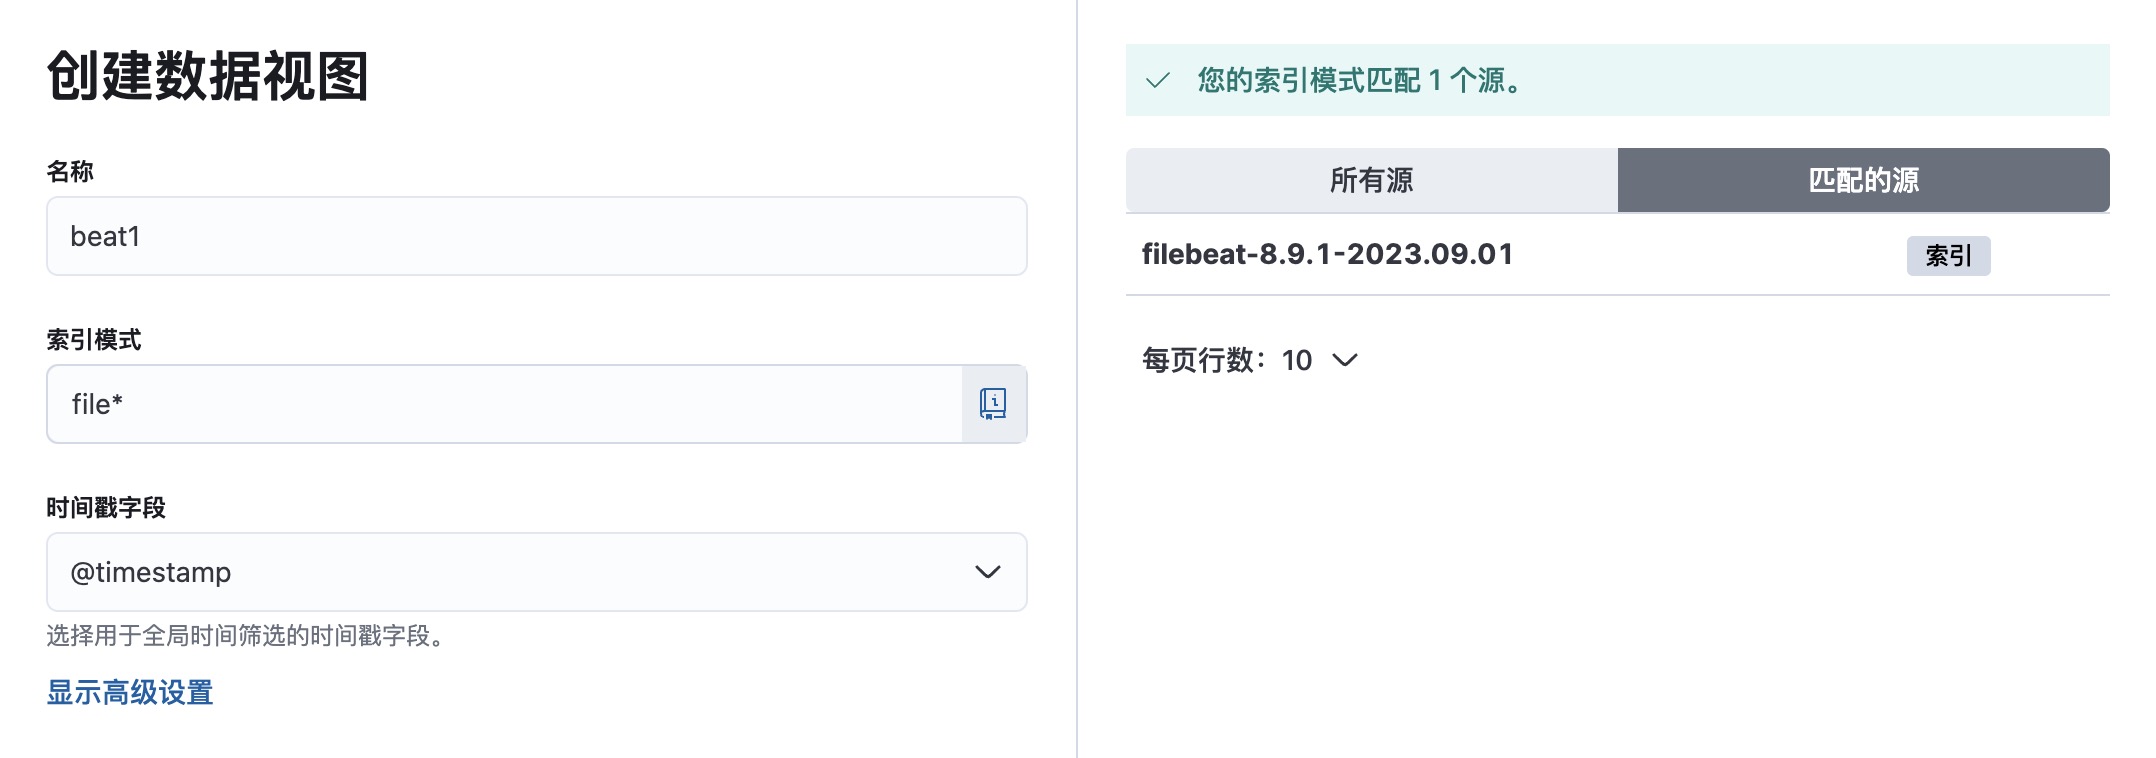 创建数据视图
名称
beat1
索引模式
file*
时间戳字段
@timestamp
选择用于全局时间筛选的时间戳字段。
显示高级设置
您的索引模式匹配 1 个源。
所有源
匹配的源
filebeat-8.9.1-2023.09.01
索引
每页行数：10